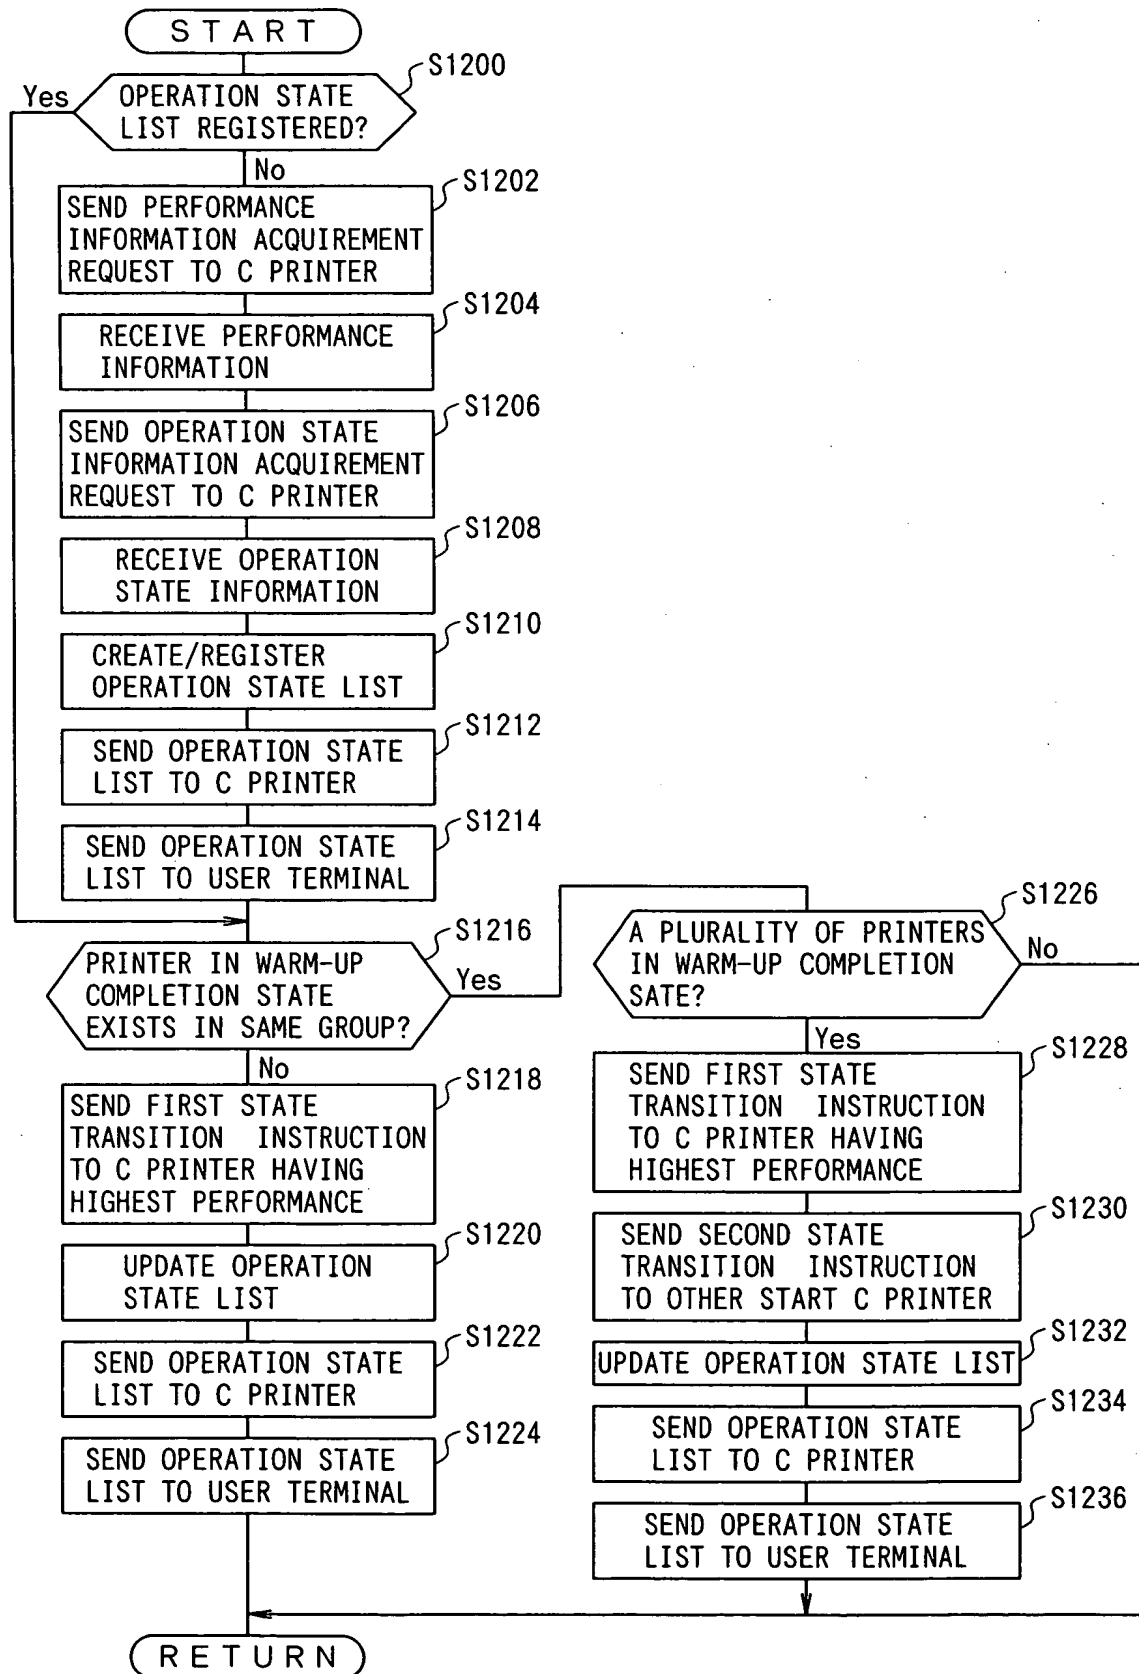 START
S1200
OPERATION STATE
LIST REGISTERED?
Yes
No
S1202
SEND PERFORMANCE
INFORMATION ACQUIREMENT
REQUEST TO C PRINTER
S1204
RECEIVE PERFORMANCE
INFORMATION
S1206
SEND OPERATION STATE
INFORMATION ACQUIREMENT
REQUEST TO C PRINTER
S1208
RECEIVE OPERATION
STATE INFORMATION
S1210
CREATE/REGISTER
OPERATION STATE LIST
S1212
SEND OPERATION STATE
LIST TO C PRINTER
S1214
SEND OPERATION STATE
LIST TO USER TERMINAL
S1216
PRINTER IN WARM-UP
COMPLETION STATE
EXISTS IN SAME GROUP?
Yes
No
S1218
SEND FIRST STATE
TRANSITION INSTRUCTION
TO C PRINTER HAVING
HIGHEST PERFORMANCE
S1220
UPDATE OPERATION
STATE LIST
S1222
SEND OPERATION STATE
LIST TO C PRINTER
S1224
SEND OPERATION STATE
LIST TO USER TERMINAL
S1226
A PLURALITY OF PRINTERS
IN WARM-UP COMPLETION
SATE?
No
Yes
S1228
SEND FIRST STATE
TRANSITION INSTRUCTION
TO C PRINTER HAVING
HIGHEST PERFORMANCE
S1230
SEND SECOND STATE
TRANSITION INSTRUCTION
TO OTHER START C PRINTER
S1232
UPDATE OPERATION STATE LIST
S1234
SEND OPERATION STATE
LIST TO C PRINTER
S1236
SEND OPERATION STATE
LIST TO USER TERMINAL
RETURN